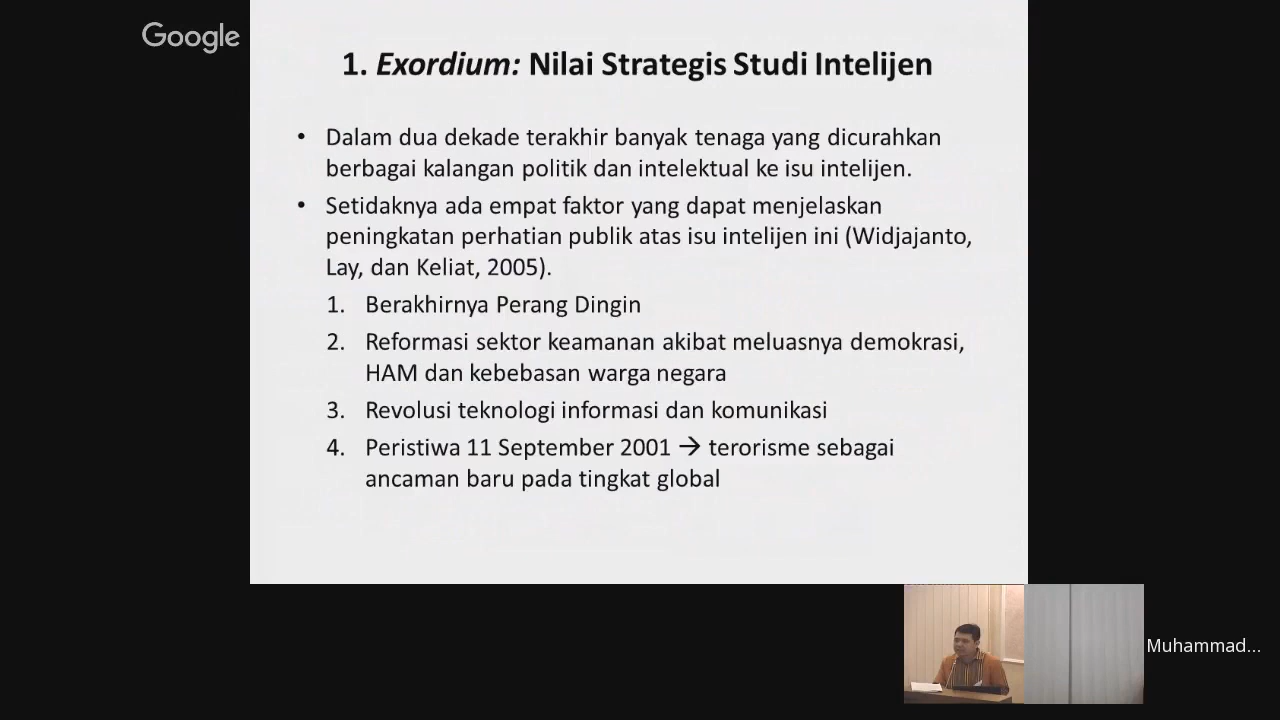 Google
1. Exordium: Nilai Strategis Studi Intelijen
• Dalam dua dekade terakhir banyak tenaga yang dicurahkan
berbagai kalangan politik dan intelektual ke isu intelijen.
• Setidaknya ada empat faktor yang dapat menjelaskan
peningkatan perhatian publik atas isu intelijen ini (Widjajanto,
Lay, dan Keliat, 2005).
1. Berakhirnya Perang Dingin
2. Reformasi sektor keamanan akibat meluasnya demokrasi,
HAM dan kebebasan warga negara
3. Revolusi teknologi informasi dan komunikasi
4. Peristiwa 11 September 2001 → terorisme sebagai
ancaman baru pada tingkat global
Muhammad...